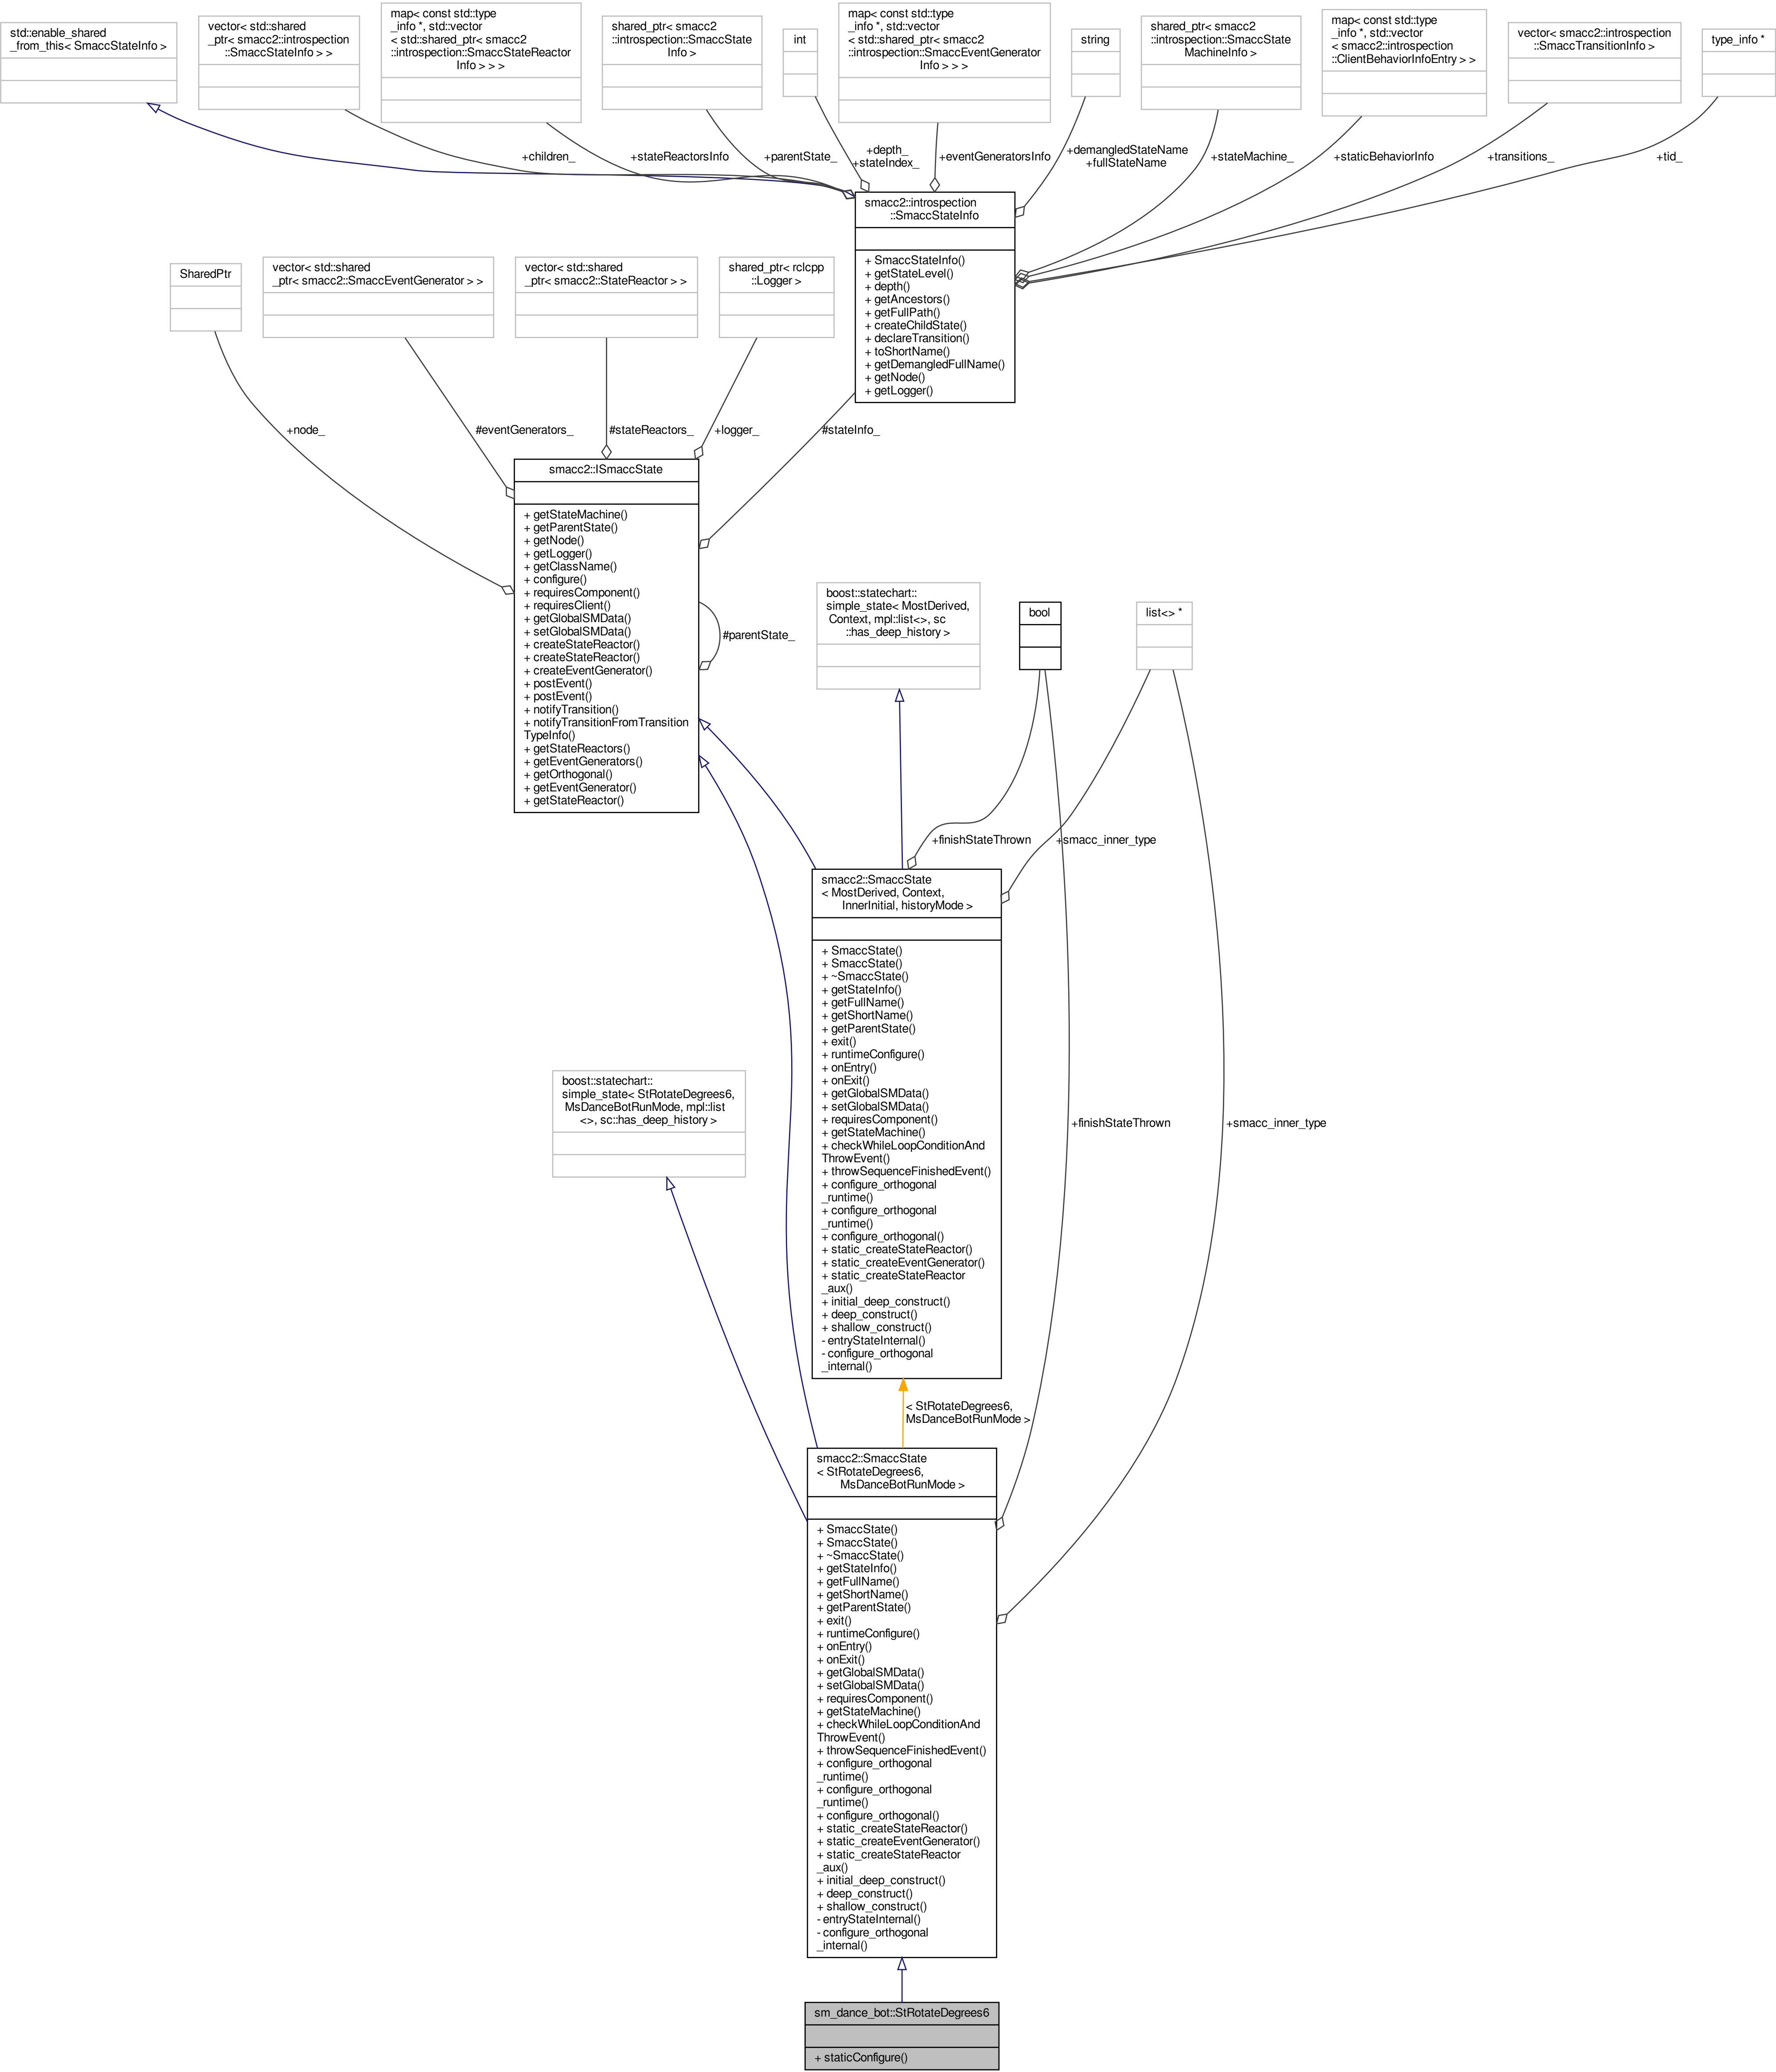 std::enable_shared
_from_this< SmaccStateInfo >
vector< std::shared
_ptr< smacc2::introspection
::SmaccStateInfo > >
map< const std::type
_info *, std::vector
< std::shared_ptr< smacc2
::introspection::SmaccStateReactor
Info > > >
shared_ptr< smacc2
::introspection::SmaccState
Info >
int
map< const std::type
_info *, std::vector
< std::shared_ptr< smacc2
::introspection::SmaccEventGenerator
Info > > >
string
shared_ptr< smacc2
::introspection::SmaccState
MachineInfo >
map< const std::type
_info *, std::vector
< smacc2::introspection
::ClientBehaviorInfoEntry > >
vector< smacc2::introspection
::SmaccTransitionInfo >
type_info *
+children_
+stateReactorsInfo
+parentState_
+depth_
+stateIndex_
+eventGeneratorsInfo
+demangledStateName
+fullStateName
+stateMachine_
+staticBehaviorInfo
+transitions_
+tid_
smacc2::introspection
::SmaccStateInfo
+ SmaccStateInfo()
+ getStateLevel()
+ depth()
+ getAncestors()
+ getFullPath()
+ createChildState()
+ declareTransition()
+ toShortName()
+ getDemangledFullName()
+ getNode()
+ getLogger()
SharedPtr
vector< std::shared
_ptr< smacc2::SmaccEventGenerator > >
vector< std::shared
_ptr< smacc2::StateReactor > >
shared_ptr< rclcpp
::Logger >
+node_
#eventGenerators_
#stateReactors_
+logger_
#stateInfo_
smacc2::ISmaccState
+ getStateMachine()
+ getParentState()
+ getNode()
+ getLogger()
+ getClassName()
+ configure()
+ requiresComponent()
+ requiresClient()
+ getGlobalSMData()
+ setGlobalSMData()
+ createStateReactor()
+ createStateReactor()
+ createEventGenerator()
+ postEvent()
+ postEvent()
+ notifyTransition()
+ notifyTransitionFromTransition
TypeInfo()
+ getStateReactors()
+ getEventGenerators()
+ getOrthogonal()
+ getEventGenerator()
+ getStateReactor()
#parentState_
boost::statechart::
simple_state< MostDerived,
Context, mpl::list<>, sc
::has_deep_history >
bool
list<> *
+finishStateThrown
+smacc_inner_type
smacc2::SmaccState
< MostDerived, Context,
InnerInitial, historyMode >
+ SmaccState()
+ SmaccState()
+ ~SmaccState()
+ getStateInfo()
+ getFullName()
+ getShortName()
+ getParentState()
+ exit()
+ runtimeConfigure()
+ onEntry()
+ onExit()
+ getGlobalSMData()
+ setGlobalSMData()
+ requiresComponent()
+ getStateMachine()
+ checkWhileLoopConditionAnd
ThrowEvent()
+ throwSequenceFinishedEvent()
+ configure_orthogonal
_runtime()
+ configure_orthogonal
_runtime()
+ configure_orthogonal()
+ static_createStateReactor()
+ static_createEventGenerator()
+ static_createStateReactor
_aux()
+ initial_deep_construct()
+ deep_construct()
+ shallow_construct()
- entryStateInternal()
- configure_orthogonal
_internal()
boost::statechart::
simple_state< StRotateDegrees6,
MsDanceBotRunMode, mpl::list
<>, sc::has_deep_history >
+finishStateThrown
+smacc_inner_type
< StRotateDegrees6,
MsDanceBotRunMode >
smacc2::SmaccState
< StRotateDegrees6,
MsDanceBotRunMode >
+ SmaccState()
+ SmaccState()
+ ~SmaccState()
+ getStateInfo()
+ getFullName()
+ getShortName()
+ getParentState()
+ exit()
+ runtimeConfigure()
+ onEntry()
+ onExit()
+ getGlobalSMData()
+ setGlobalSMData()
+ requiresComponent()
+ getStateMachine()
+ checkWhileLoopConditionAnd
ThrowEvent()
+ throwSequenceFinishedEvent()
+ configure_orthogonal
_runtime()
+ configure_orthogonal
_runtime()
+ configure_orthogonal()
+ static_createStateReactor()
+ static_createEventGenerator()
+ static_createStateReactor
_aux()
+ initial_deep_construct()
+ deep_construct()
+ shallow_construct()
- entryStateInternal()
- configure_orthogonal
_internal()
sm_dance_bot::StRotateDegrees6
+ staticConfigure()